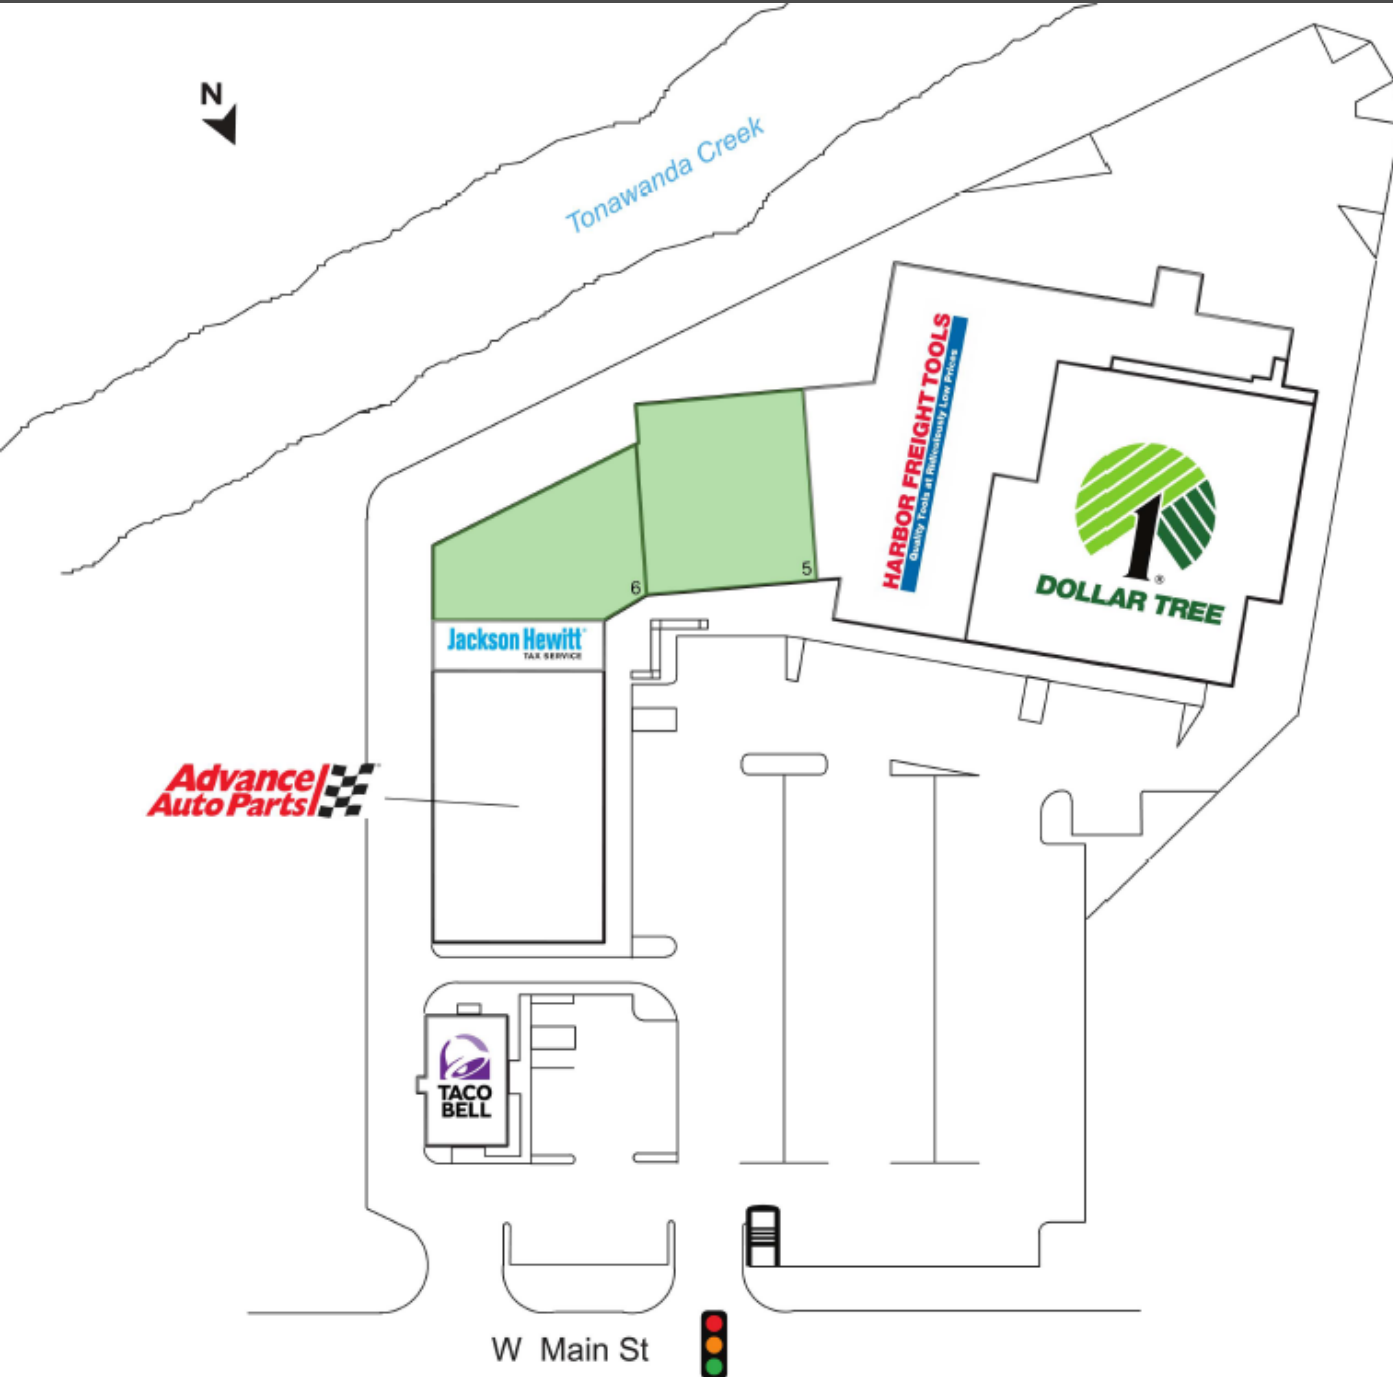 N
Tonawanda Creek
HARBOR FREIGHT TOOLS
Quality Tools at Ridiculously Low Prices
1
®
DOLLAR TREE
5
6
Jackson Hewitt®
TAX SERVICE
Advance
Auto Parts
TACO
BELL
W Main St